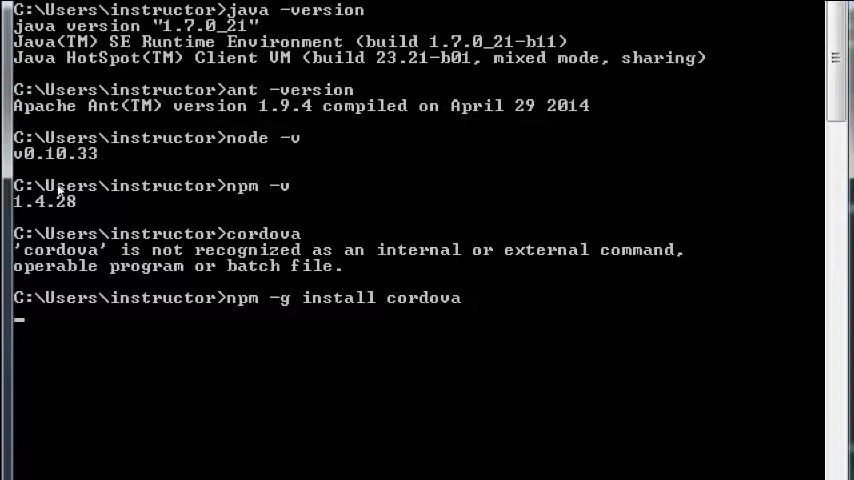 C:\Users\instructor>java -version
java version "1.7.0_21"
Java(TM) SE Runtime Environment (build 1.7.0_21-b11)
Java HotSpot(TM) Client VM (build 23.21-b01, mixed mode, sharing)
C:\Users\instructor>ant -version
Apache Ant(TM) version 1.9.4 compiled on April 29 2014
C:\Users\instructor>node -v
v0.10.33
C:\Users\instructor>npm -v
1.4.28
C:\Users\instructor>cordova
'cordova' is not recognized as an internal or external command,
operable program or batch file.
C:\Users\instructor>npm -g install cordova